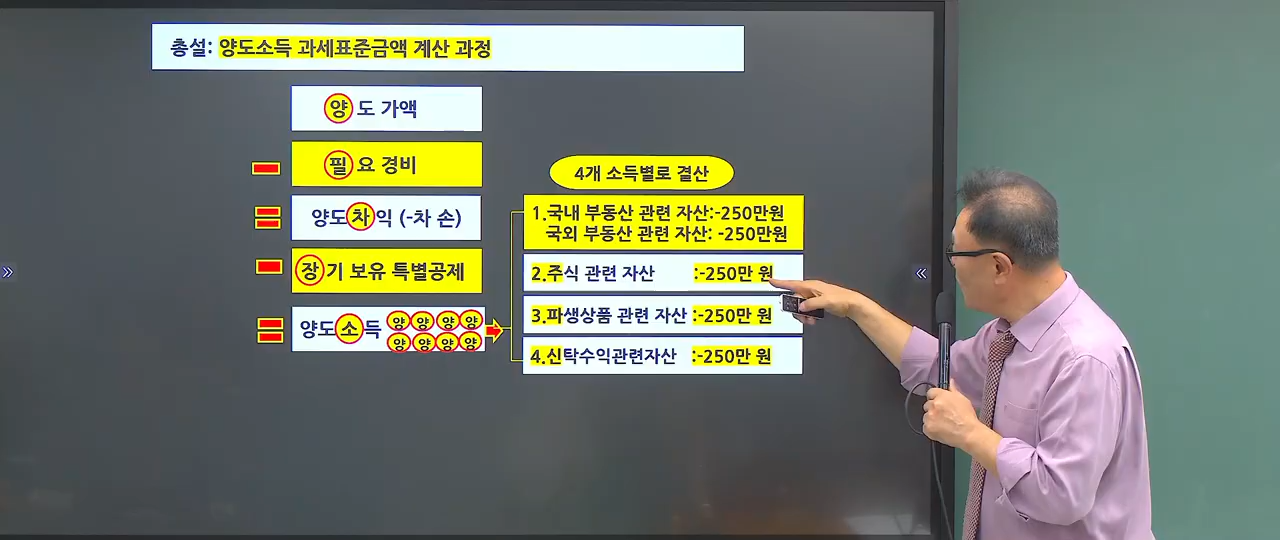 총설: 양도소득 과세표준금액 계산 과정
양도 가액
필요 경비
양도차익 (-차 손)
장기 보유 특별공제
양도소득 양 양 양 양
양 양 양 양
4개 소득별로 결산
1.국내 부동산 관련 자산:-250만원
국외 부동산 관련 자산: -250만원
2.주식 관련 자산 :-250만 원
3.파생상품 관련 자산 :-250만 원
4.신탁수익관련자산 :-250만 원